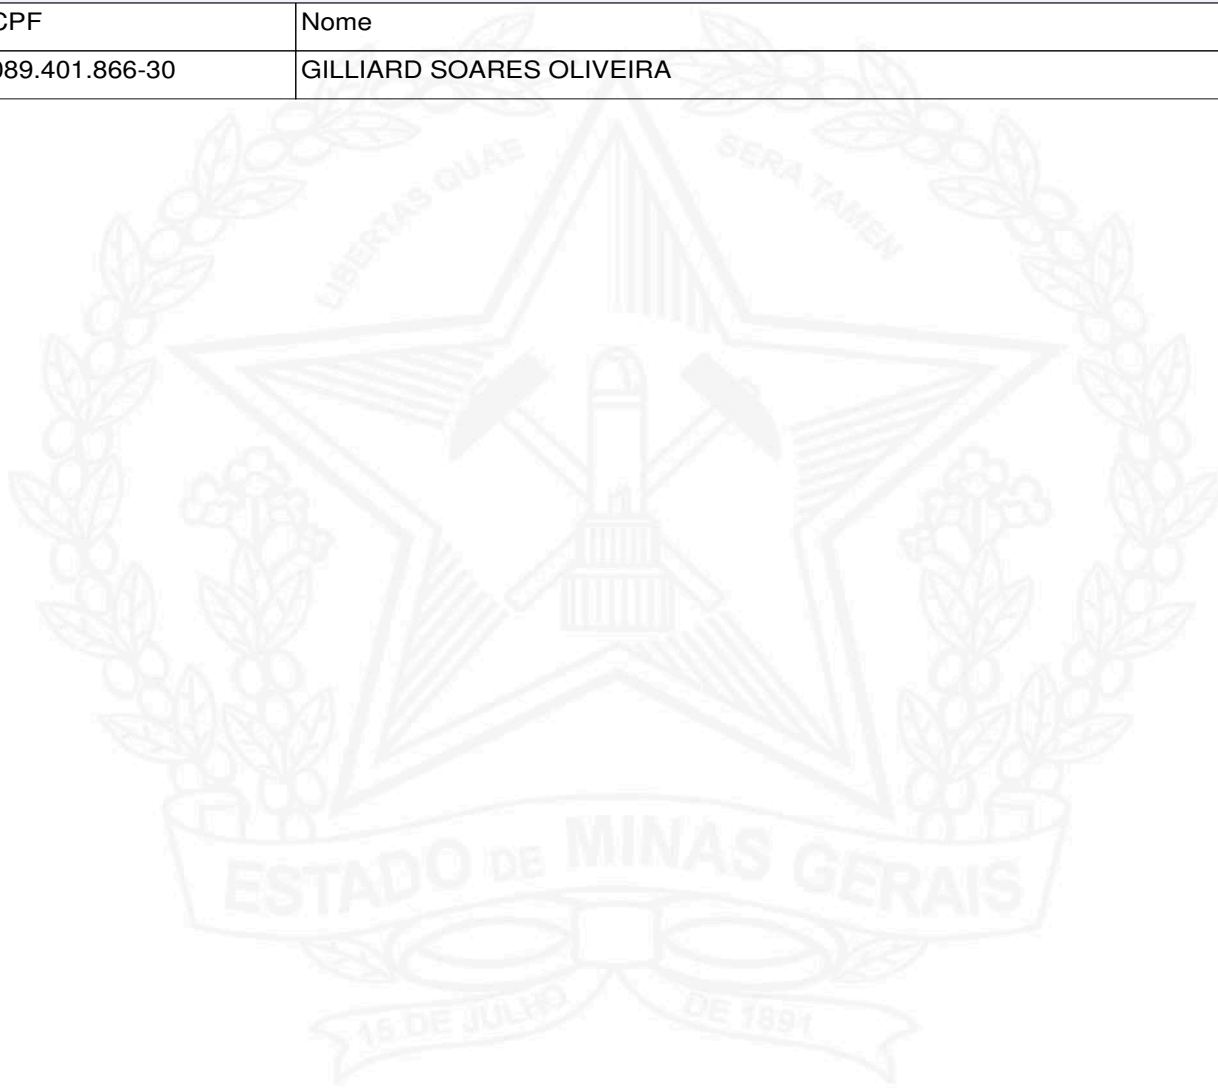 CPF Nome
089.401.866-30 GILLIARD SOARES OLIVEIRA
LIBERTAS QUAE SERA TAMEN
ESTADO DE MINAS GERAIS
15 DE JULHO DE 1891